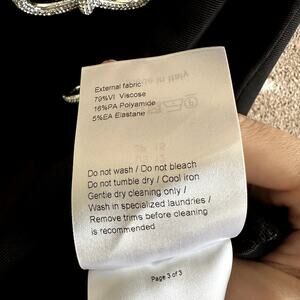 External fabric
79%VI Viscose
16%PA Polyamide
5%EA Elastane
Do not wash / Do not bleach
Do not tumble dry / Cool iron
Gentle dry cleaning only /
Wash in specialized laundries /
Remove trims before cleaning
is recommended
Page 3 of 3